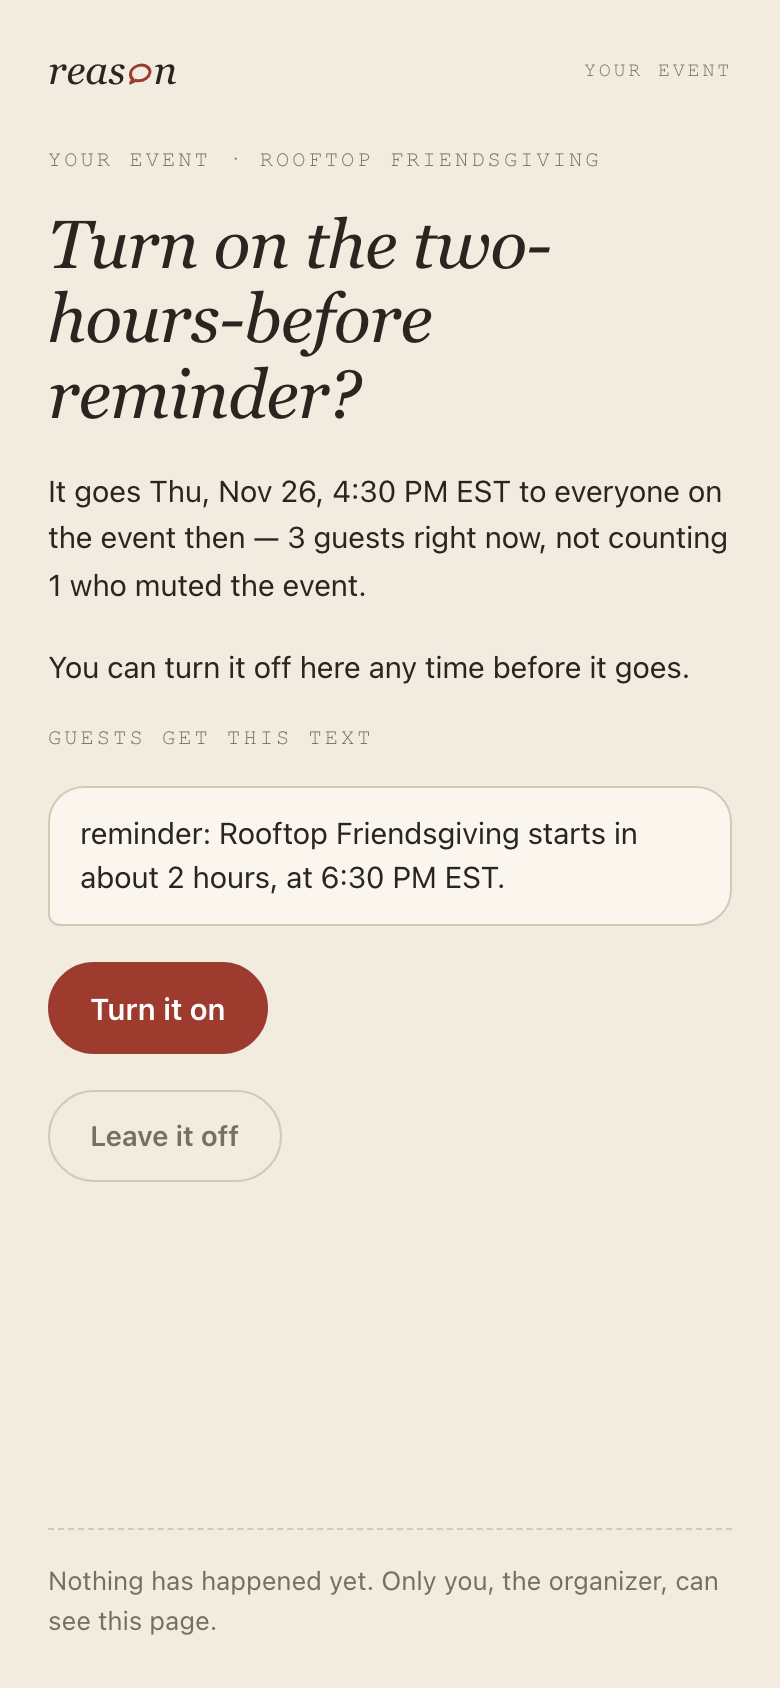 reason
YOUR EVENT
YOUR EVENT · ROOFTOP FRIENDSGIVING
Turn on the two-
hours-before
reminder?
It goes Thu, Nov 26, 4:30 PM EST to everyone on
the event then — 3 guests right now, not counting
1 who muted the event.
You can turn it off here any time before it goes.
GUESTS GET THIS TEXT
reminder: Rooftop Friendsgiving starts in
about 2 hours, at 6:30 PM EST.
Turn it on
Leave it off
Nothing has happened yet. Only you, the organizer, can
see this page.